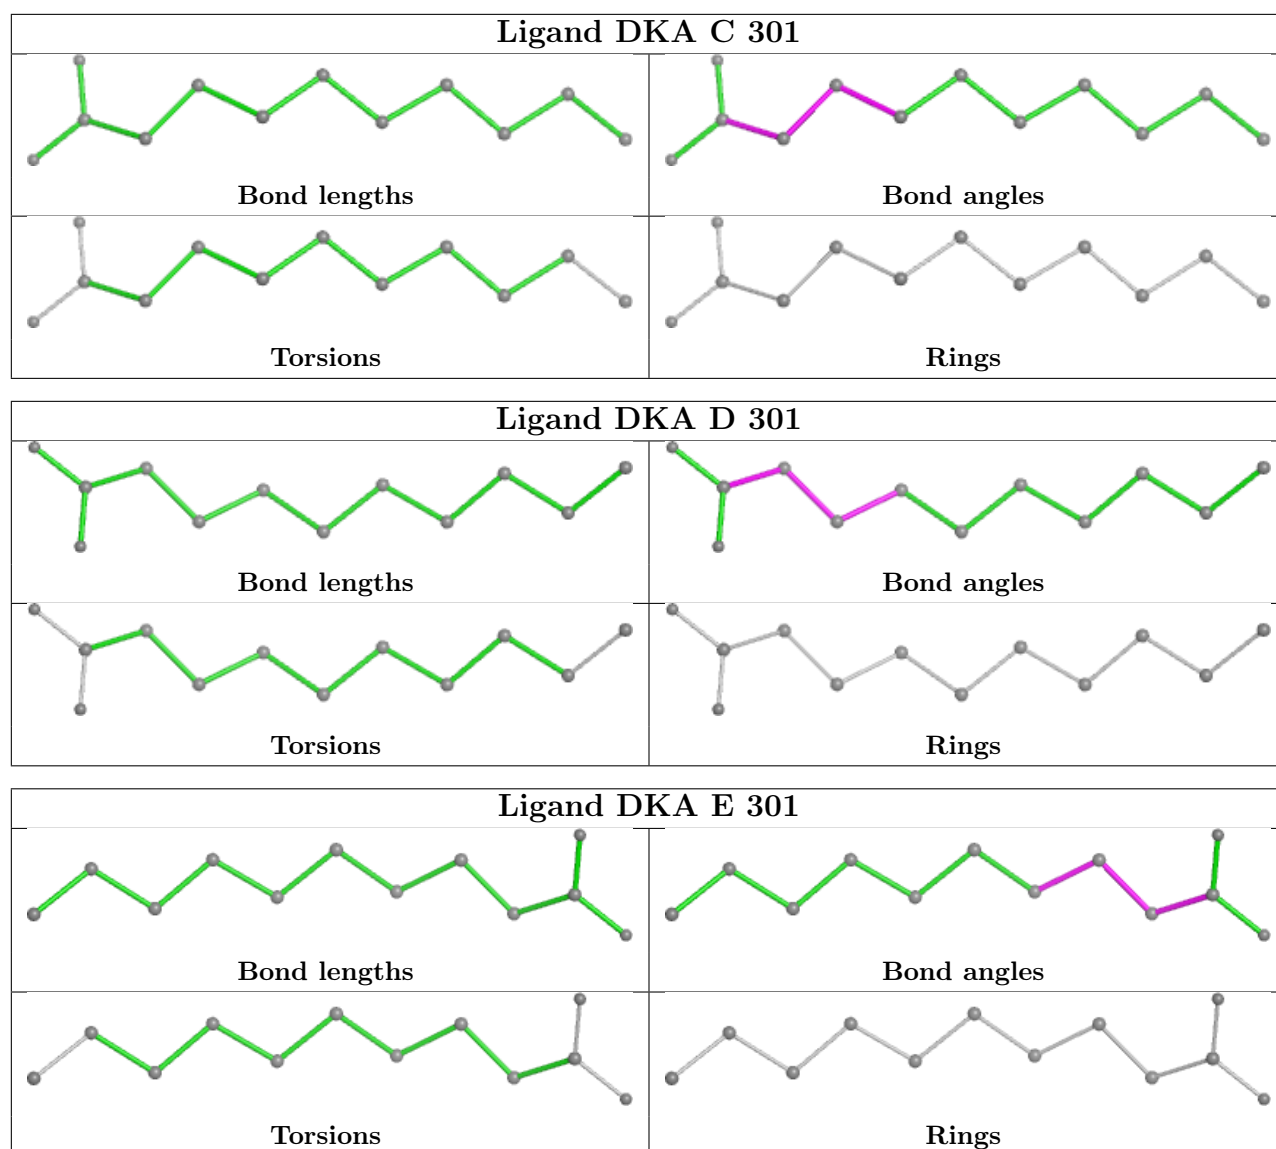 Ligand DKA C 301
Bond lengths
Bond angles
Torsions
Rings
Ligand DKA D 301
Bond lengths
Bond angles
Torsions
Rings
Ligand DKA E 301
Bond lengths
Bond angles
Torsions
Rings